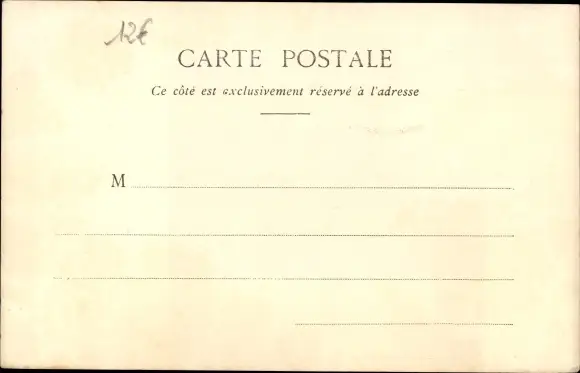 12€
CARTE POSTALE
Ce côté est exclusivement réservé à l'adresse
M